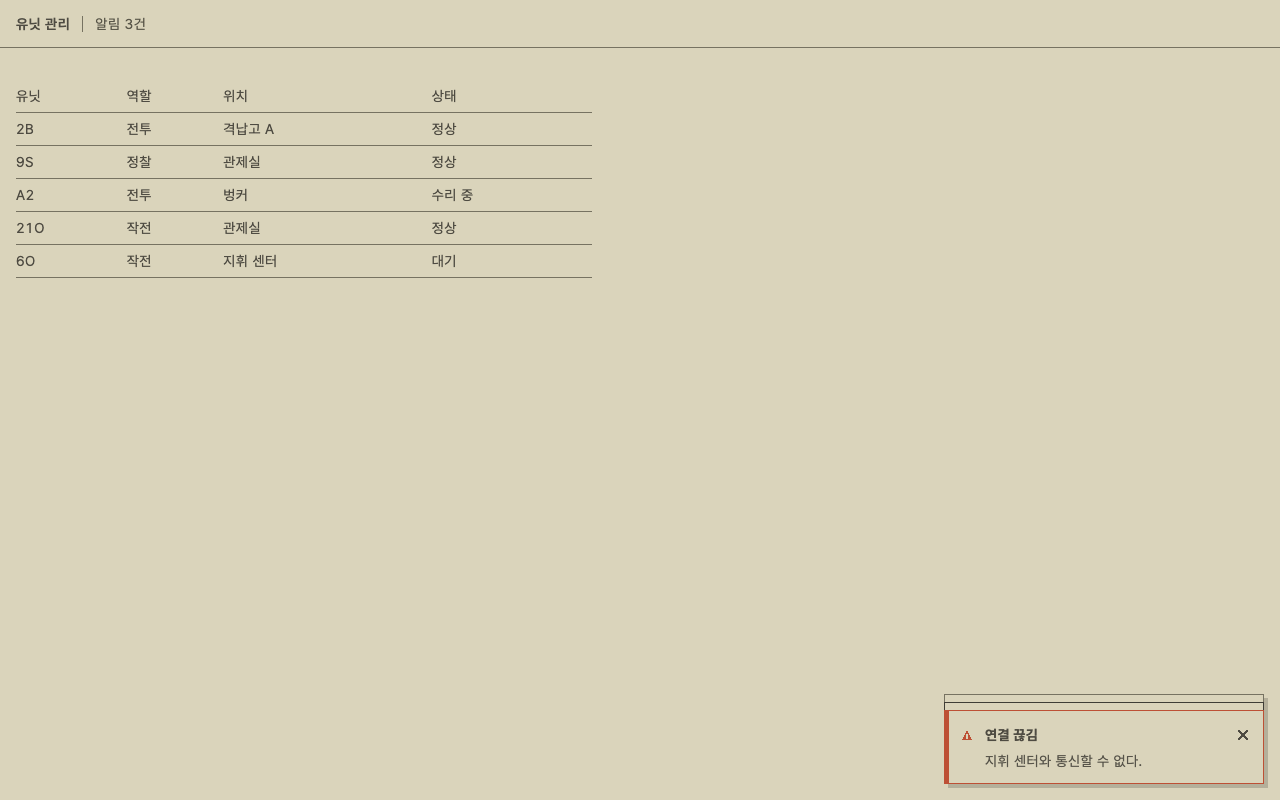 유닛 관리 알림 3건
유닛 역할 위치 상태
2B 전투 격납고 A 정상
9S 정찰 관제실 정상
A2 전투 벙커 수리 중
21O 작전 관제실 정상
6O 작전 지휘 센터 대기
연결 끊김
지휘 센터와 통신할 수 없다.